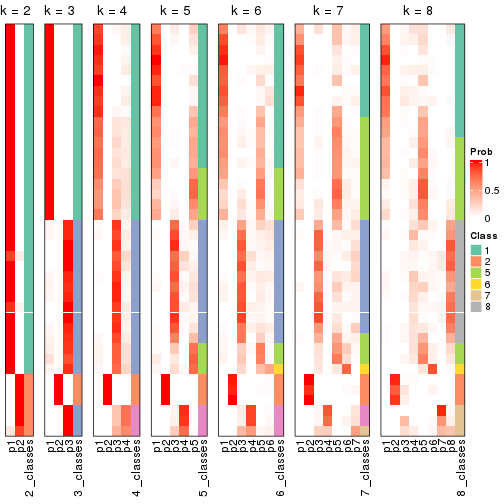 k = 2 k = 3 k = 4 k = 5 k = 6 k = 7 k = 8
Prob
1
0.5
0
Class
1
2
5
6
7
8
p1 p2 2_classes
p1 p2 p3 3_classes
p1 p2 p3 p4 4_classes
p1 p2 p3 p4 p5 5_classes
p1 p2 p3 p4 p5 p6 6_classes
p1 p2 p3 p4 p5 p6 p7 7_classes
p1 p2 p3 p4 p5 p6 p7 p8 8_classes